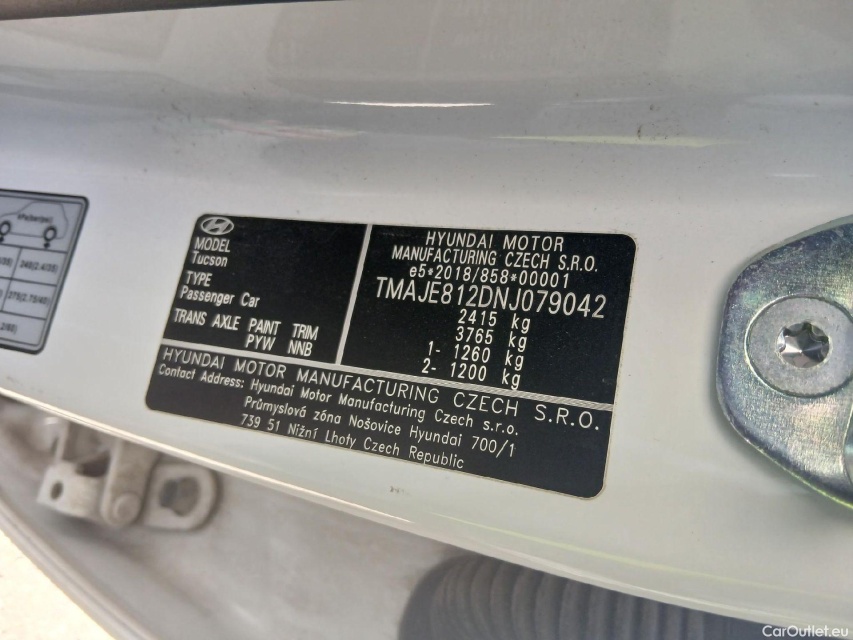 MODEL
Tucson
TYPE
Passenger Car
TRANS AXLE PAINT TRIM
PYW NNB
HYUNDAI MOTOR
MANUFACTURING CZECH S.R.O.
e5*2018/858*00001
TMAJE812DNJ079042
2415 kg
3765 kg
1- 1260 kg
2- 1200 kg
HYUNDAI MOTOR MANUFACTURING CZECH S.R.O.
Contact Address: Hyundai Motor Manufacturing Czech s.r.o.
Průmyslová zóna Nošovice Hyundai 700/1
739 51 Nižní Lhoty Czech Republic
CarOutlet.eu